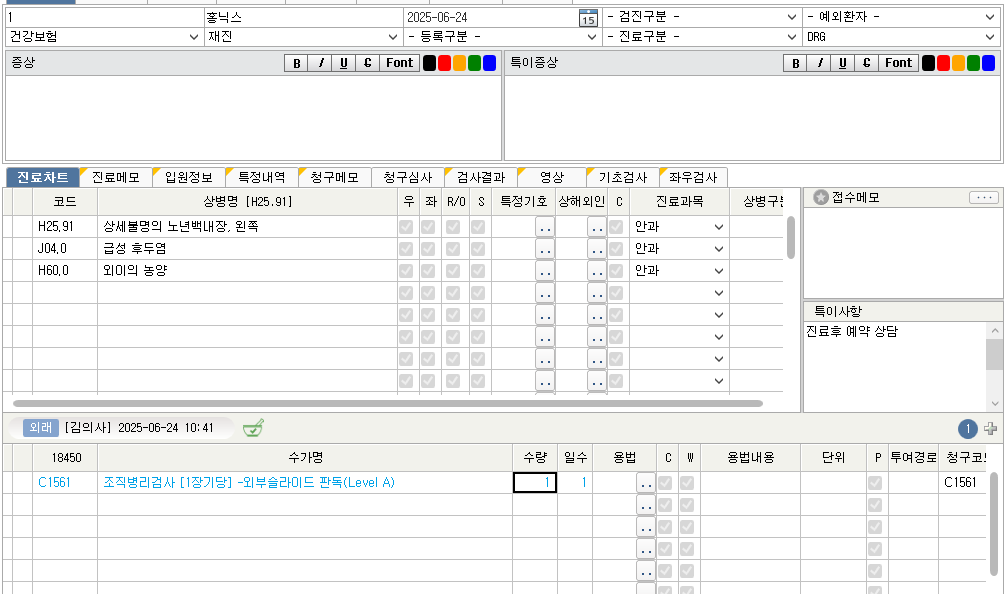 1 홍닉스 2025-06-24 15 - 검진구분 - - 예외환자 -
건강보험 재진 - 등록구분 - - 진료구분 - DRG
증상 B I U C Font 특이증상 B I U C Font
진료차트 진료메모 입원정보 특정내역 청구메모 청구심사 검사결과 영상 기초검사 좌우검사
코드 상병명 [H25.91] 우 좌 R/O S 특정기호 상해외인 C 진료과목 상병구분
접수메모 ...
H25.91 상세불명의 노년백내장, 왼쪽 .. .. 안과
J04.0 급성 후두염 .. .. 안과
H60.0 외이의 농양 .. .. 안과
.. ..
.. ..
.. ..
.. ..
.. ..
특이사항
진료후 예약 상담
외래 [김의사] 2025-06-24 10:41 1
18450 수가명 수량 일수 용법 C W 용법내용 단위 P 투여경로 청구코드
C1561 조직병리검사 [1장기당] -외부슬라이드 판독(Level A) 1 1 .. C1561
..
..
..
..